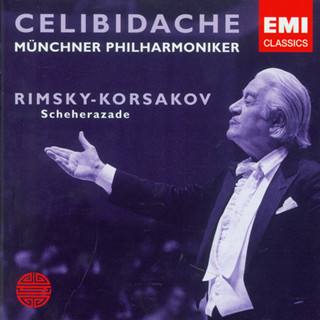 CELIBIDACHE
MÜNCHNER PHILHARMONIKER
EMI
CLASSICS
RIMSKY-KORSAKOV
Scheherazade